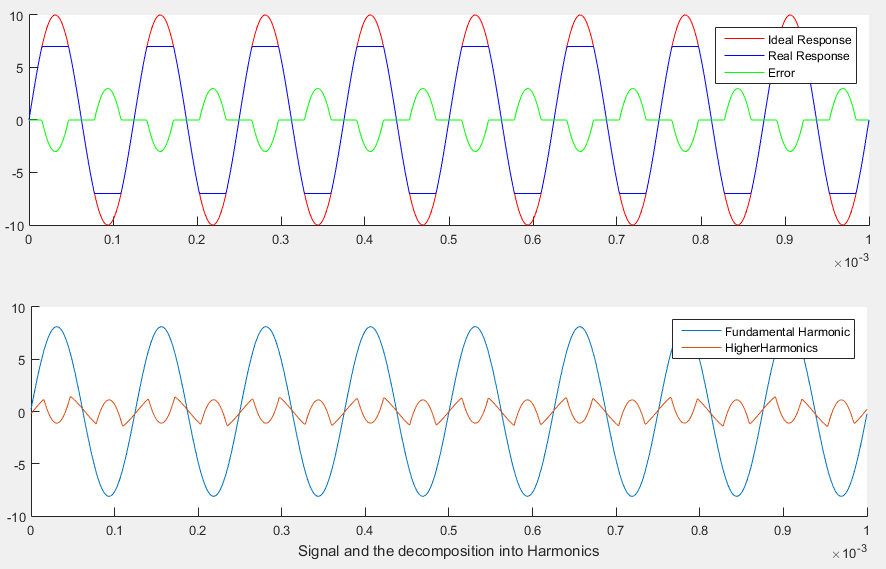 10
5
0
-5
-10
Ideal Response
Real Response
Error
0 0.1 0.2 0.3 0.4 0.5 0.6 0.7 0.8 0.9 1
×10-3
10
5
0
-5
-10
Fundamental Harmonic
HigherHarmonics
0 0.1 0.2 0.3 0.4 0.5 0.6 0.7 0.8 0.9 1
Signal and the decomposition into Harmonics
×10-3